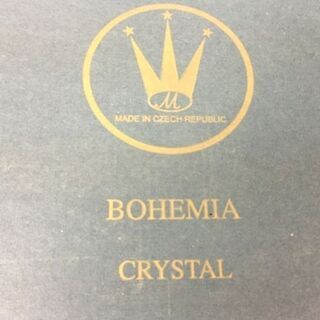 M
MADE IN CZECH REPUBLIC
BOHEMIA
CRYSTAL